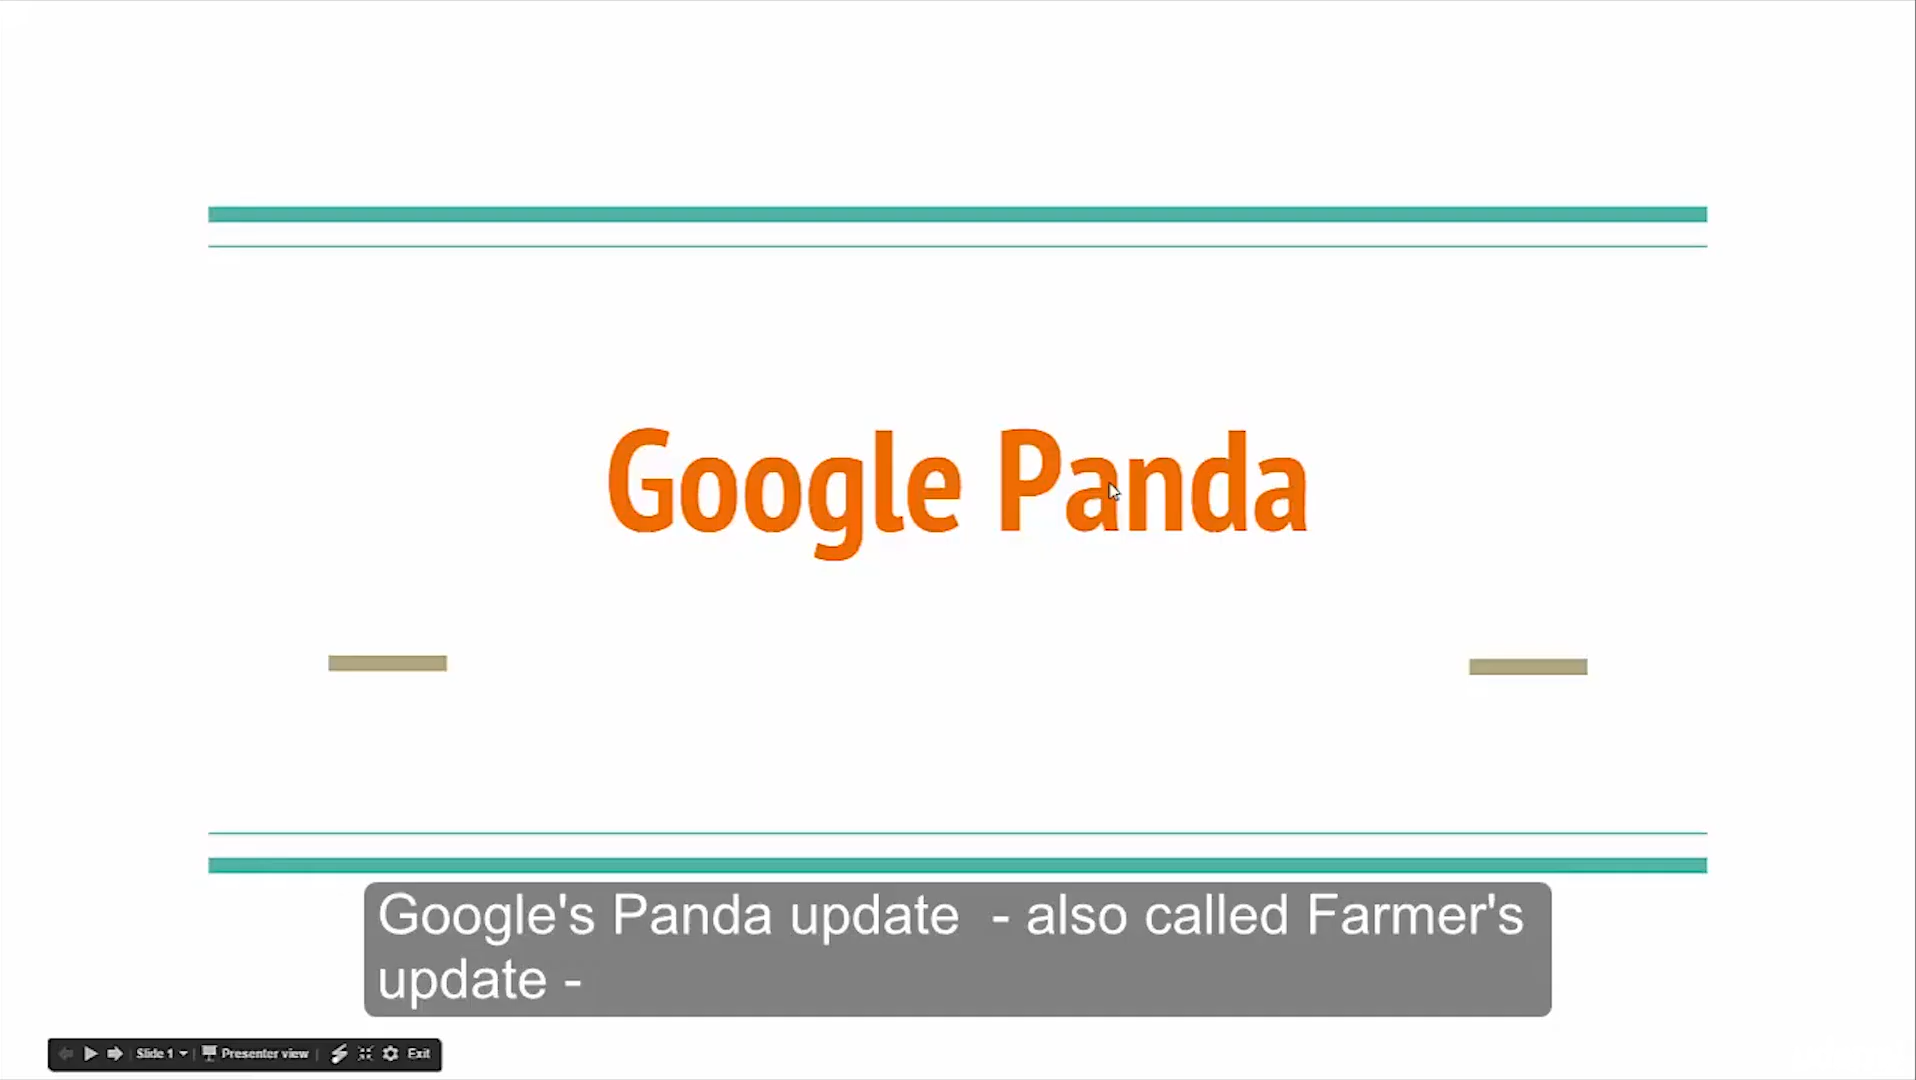 Google Panda
Google's Panda update  - also called Farmer's
update -
Slide 1
Presenter view
Exit